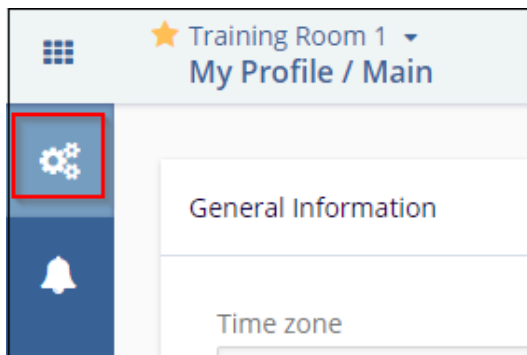 Training Room 1
My Profile / Main
General Information
Time zone